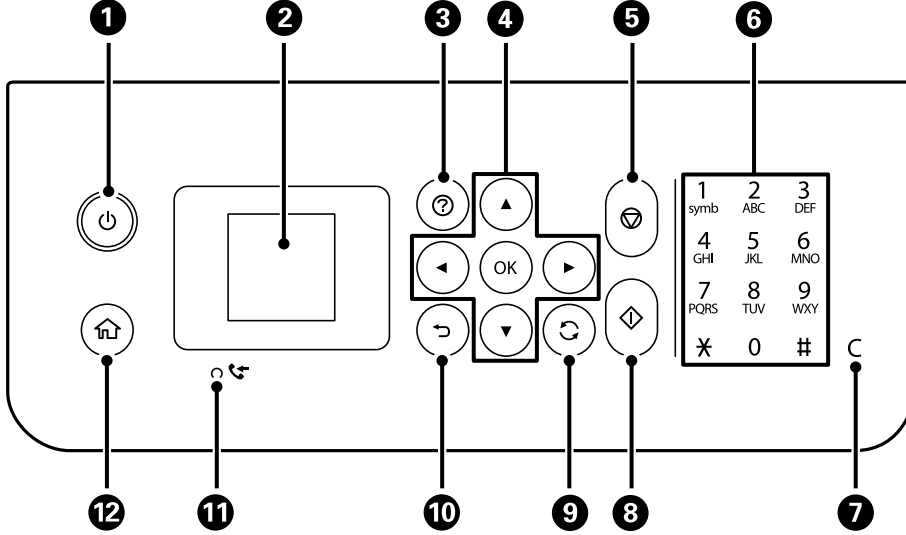 1 2 3 4 5 6
1 2 3
symb ABC DEF
?
4 5 6
GHI JKL MNO
OK
7 8 9
PQRS TUV WXY
* 0 #
C
12 11 10 9 8 7